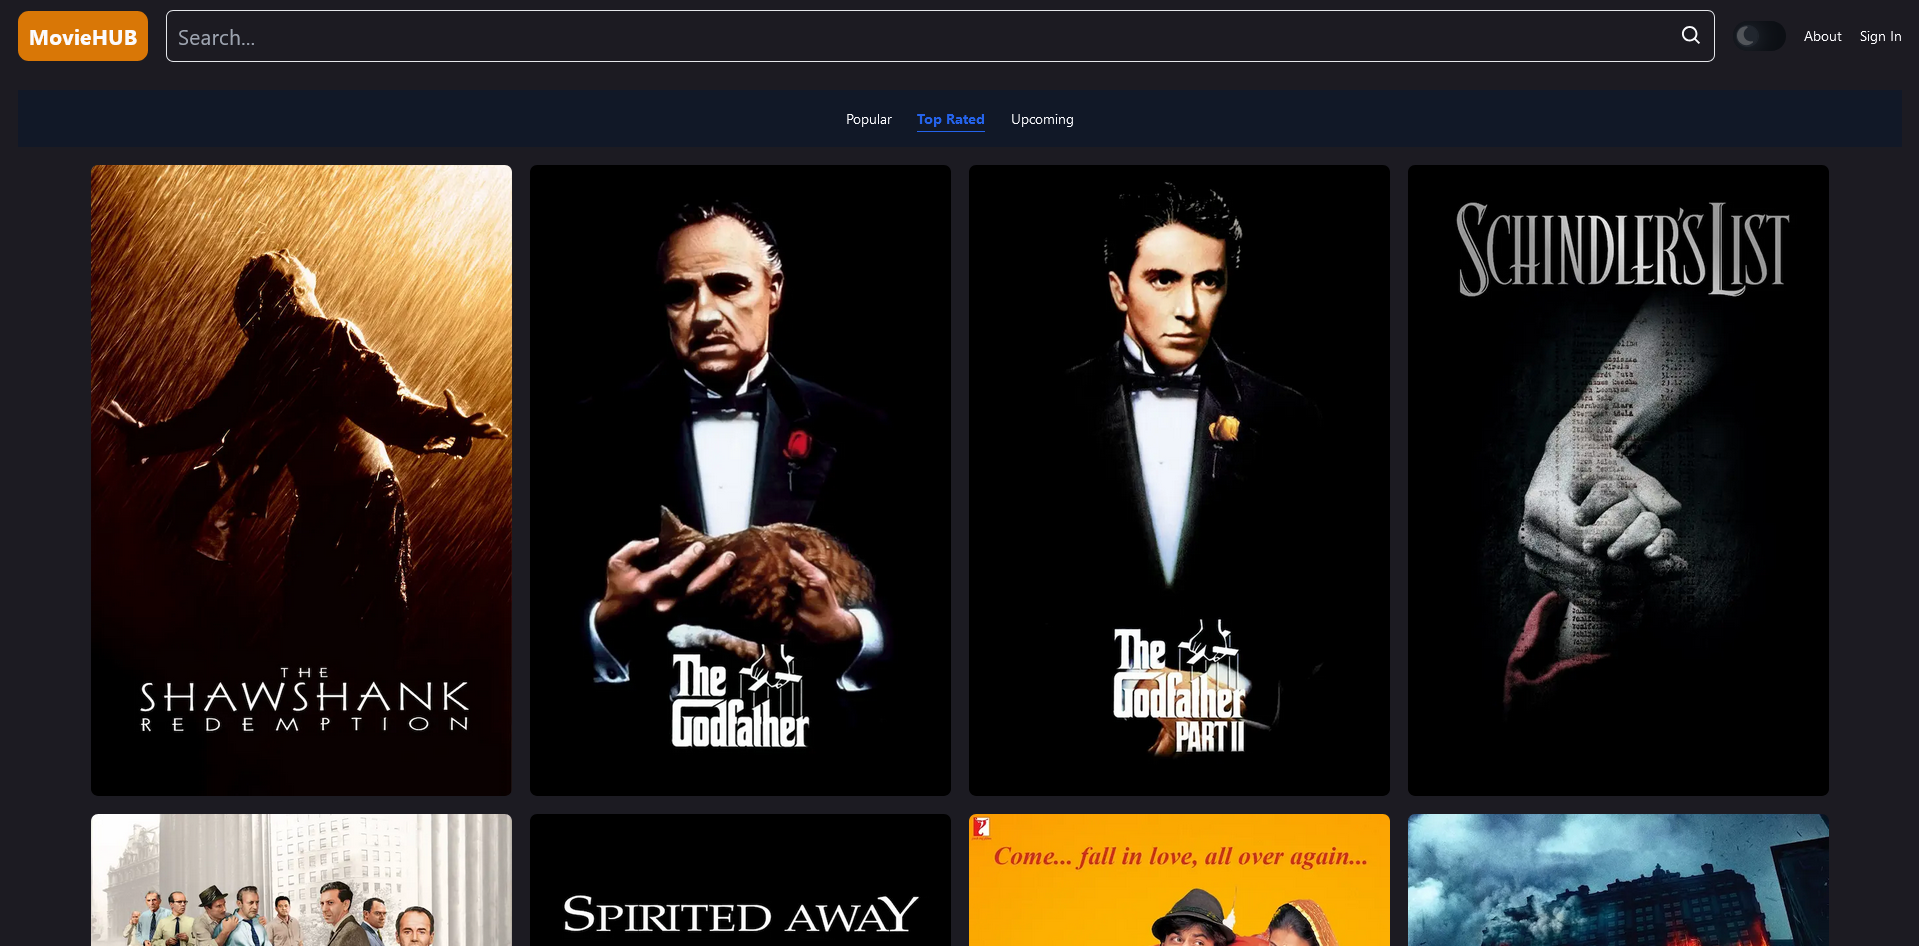 MovieHUB
Search...
About
Sign In
Popular
Top Rated
Upcoming
THE
SHAWSHANK
REDEMPTION
The
Godfather
The
Godfather
PART II
SCHINDLER'S LIST
SPIRITED AWAY
Come... fall in love, all over again...